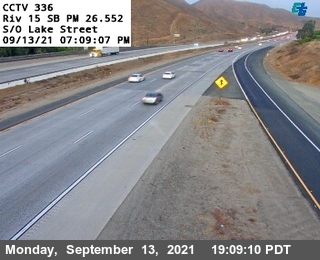 CCTV 336
Riv 15 SB PM 26.552
S/O Lake Street
09/13/21 07:09:07 PM
Monday, September 13, 2021 19:09:10 PDT